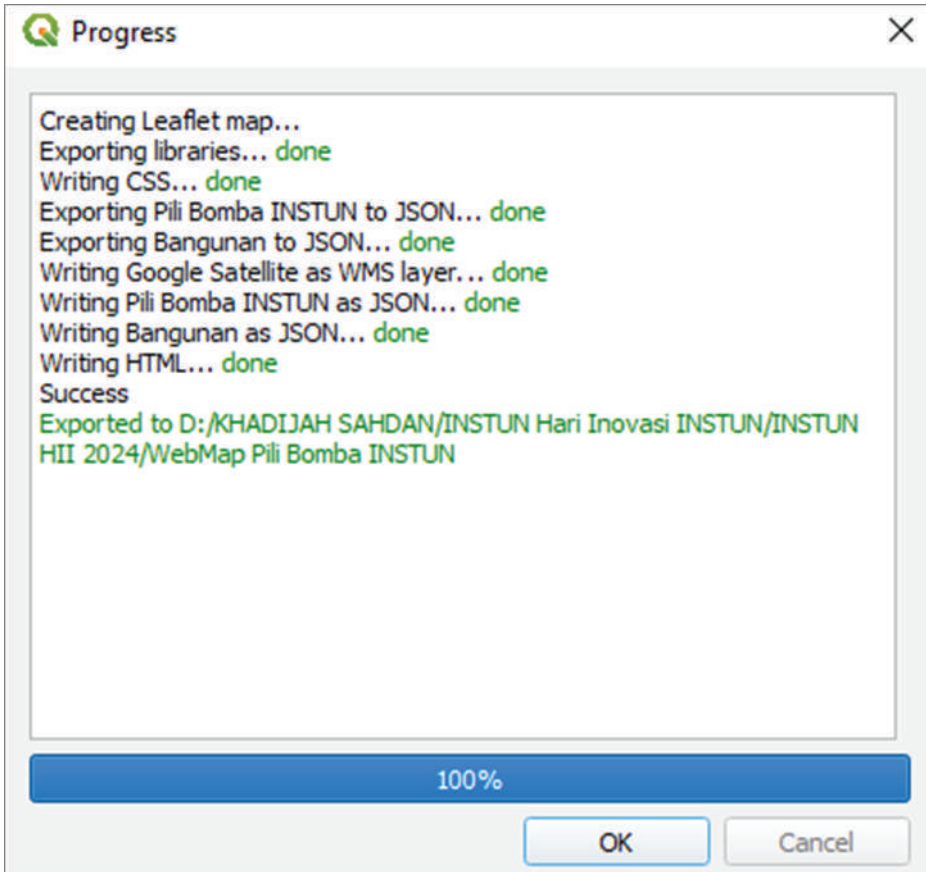 Progress
Creating Leaflet map...
Exporting libraries... done
Writing CSS... done
Exporting Pili Bomba INSTUN to JSON... done
Exporting Bangunan to JSON... done
Writing Google Satellite as WMS layer... done
Writing Pili Bomba INSTUN as JSON... done
Writing Bangunan as JSON... done
Writing HTML... done
Success
Exported to D:/KHADIJAH SAHDAN/INSTUN Hari Inovasi INSTUN/INSTUN
HII 2024/WebMap Pili Bomba INSTUN
100%
OK
Cancel